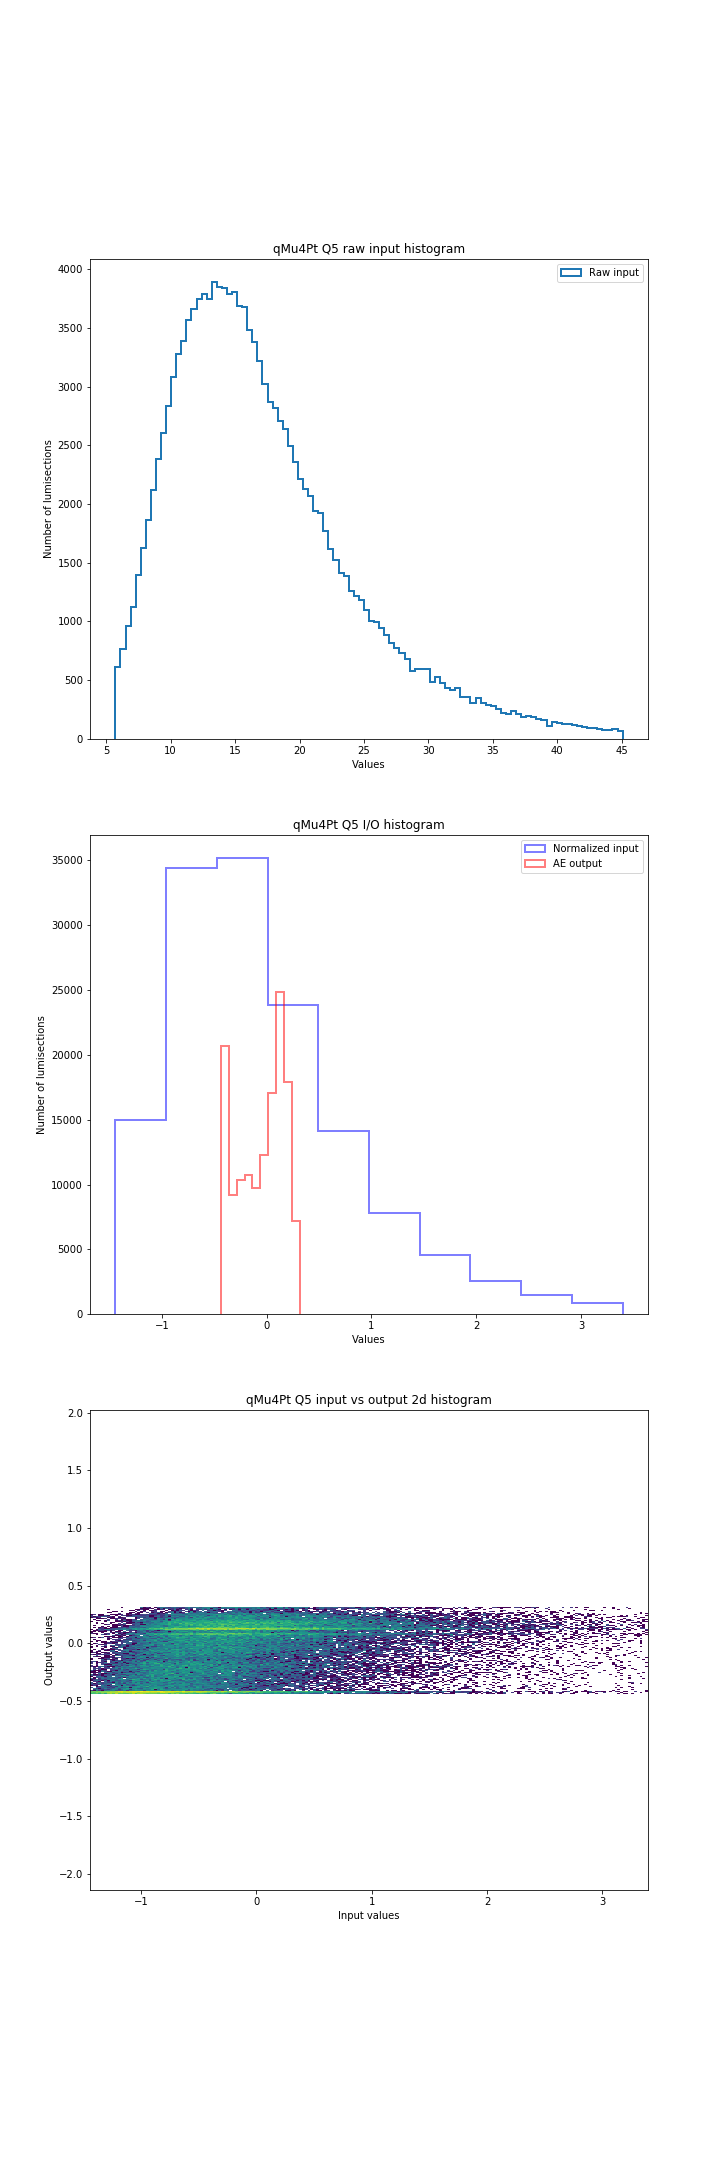 qMu4Pt Q5 raw input histogram
Raw input
4000
3500
3000
2500
2000
1500
1000
500
0
Number of lumisections
5 10 15 20 25 30 35 40 45
Values
qMu4Pt Q5 I/O histogram
Normalized input
AE output
35000
30000
25000
20000
15000
10000
5000
0
Number of lumisections
−1 0 1 2 3
Values
qMu4Pt Q5 input vs output 2d histogram
2.0
1.5
1.0
0.5
0.0
−0.5
−1.0
−1.5
−2.0
Output values
−1 0 1 2 3
Input values